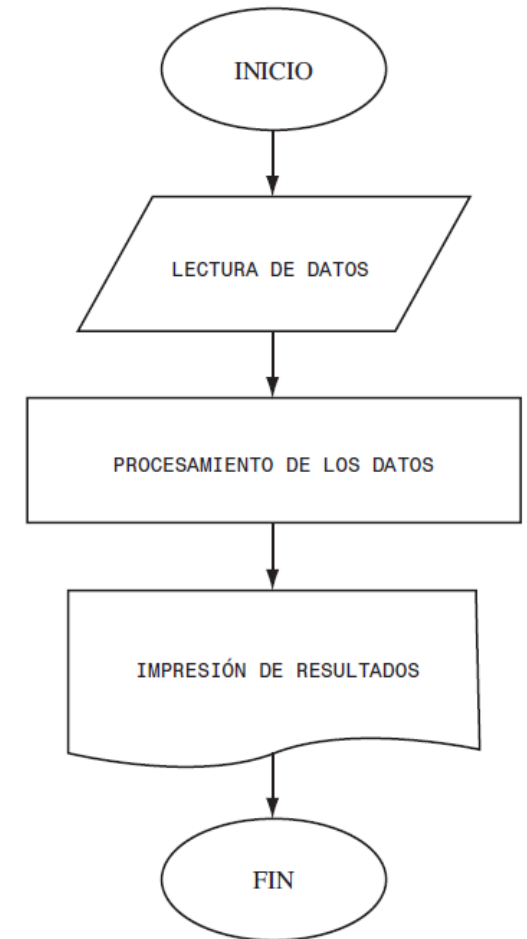 INICIO
LECTURA DE DATOS
PROCESAMIENTO DE LOS DATOS
IMPRESIÓN DE RESULTADOS
FIN